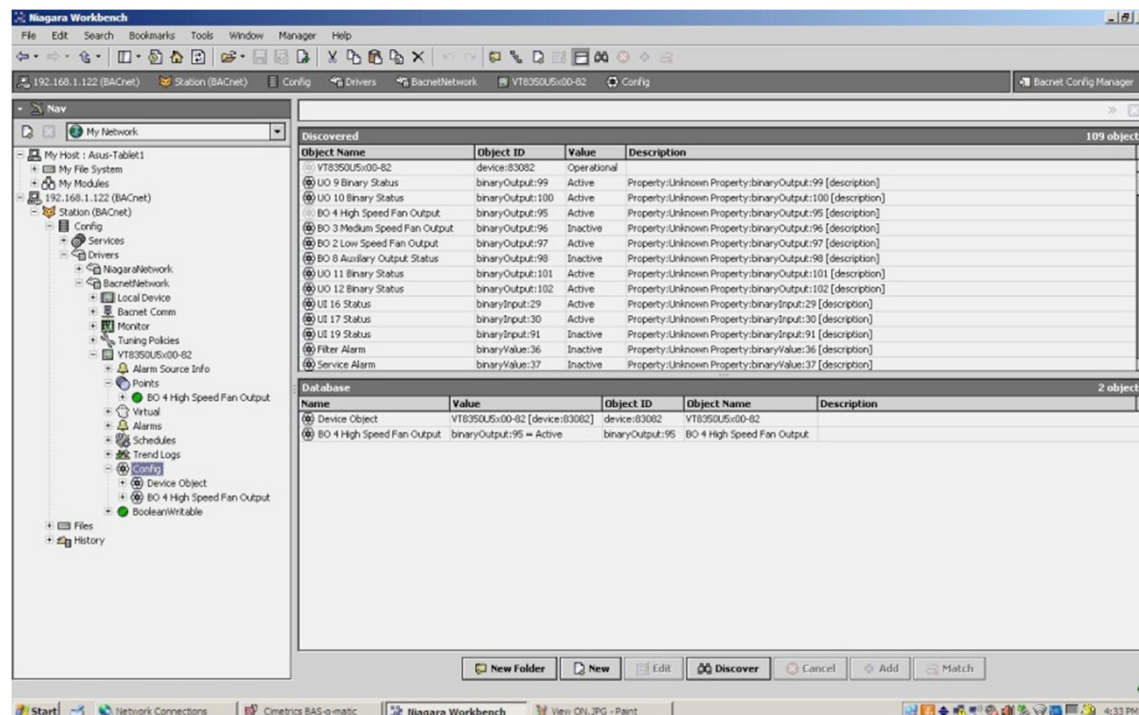 Niagara Workbench
File Edit Search Bookmarks Tools Window Manager Help
192.168.1.122 (BACnet) Station (BACnet) Config Drivers BacnetNetwork VT8350U5x00-82 Config Bacnet Config Manager
Nav
My Network
My Host : Asus-Tablet1
My File System
My Modules
192.168.1.122 (BACnet)
Station (BACnet)
Config
Services
Drivers
NiagaraNetwork
BacnetNetwork
Local Device
Bacnet Comm
Monitor
Tuning Policies
VT8350U5x00-82
Alarm Source Info
Points
BO 4 High Speed Fan Output
Virtual
Alarms
Schedules
Trend Logs
Config
Device Object
BO 4 High Speed Fan Output
BooleanWritable
Files
History
Discovered 109 object
Object Name Object ID Value Description
VT8350U5x00-82 device:83082 Operational
UO 9 Binary Status binaryOutput:99 Active Property:Unknown Property:binaryOutput:99 [description]
UO 10 Binary Status binaryOutput:100 Active Property:Unknown Property:binaryOutput:100 [description]
BO 4 High Speed Fan Output binaryOutput:95 Active Property:Unknown Property:binaryOutput:95 [description]
BO 3 Medium Speed Fan Output binaryOutput:96 Inactive Property:Unknown Property:binaryOutput:96 [description]
BO 2 Low Speed Fan Output binaryOutput:97 Active Property:Unknown Property:binaryOutput:97 [description]
BO 8 Auxilary Output Status binaryOutput:98 Inactive Property:Unknown Property:binaryOutput:98 [description]
UO 11 Binary Status binaryOutput:101 Active Property:Unknown Property:binaryOutput:101 [description]
UO 12 Binary Status binaryOutput:102 Active Property:Unknown Property:binaryOutput:102 [description]
UI 16 Status binaryInput:29 Active Property:Unknown Property:binaryInput:29 [description]
UI 17 Status binaryInput:30 Active Property:Unknown Property:binaryInput:30 [description]
UI 19 Status binaryInput:91 Inactive Property:Unknown Property:binaryInput:91 [description]
Filter Alarm binaryValue:36 Inactive Property:Unknown Property:binaryValue:36 [description]
Service Alarm binaryValue:37 Inactive Property:Unknown Property:binaryValue:37 [description]
Database 2 object
Name Value Object ID Object Name Description
Device Object VT8350U5x00-82 [device:83082] device:83082 VT8350U5x00-82
BO 4 High Speed Fan Output binaryOutput:95 = Active binaryOutput:95 BO 4 High Speed Fan Output
New Folder New Edit Discover Cancel Add Match
Start Network Connections Cimetrics BAS-o-matic Niagara Workbench View ON.JPG - Paint 4:33 PM